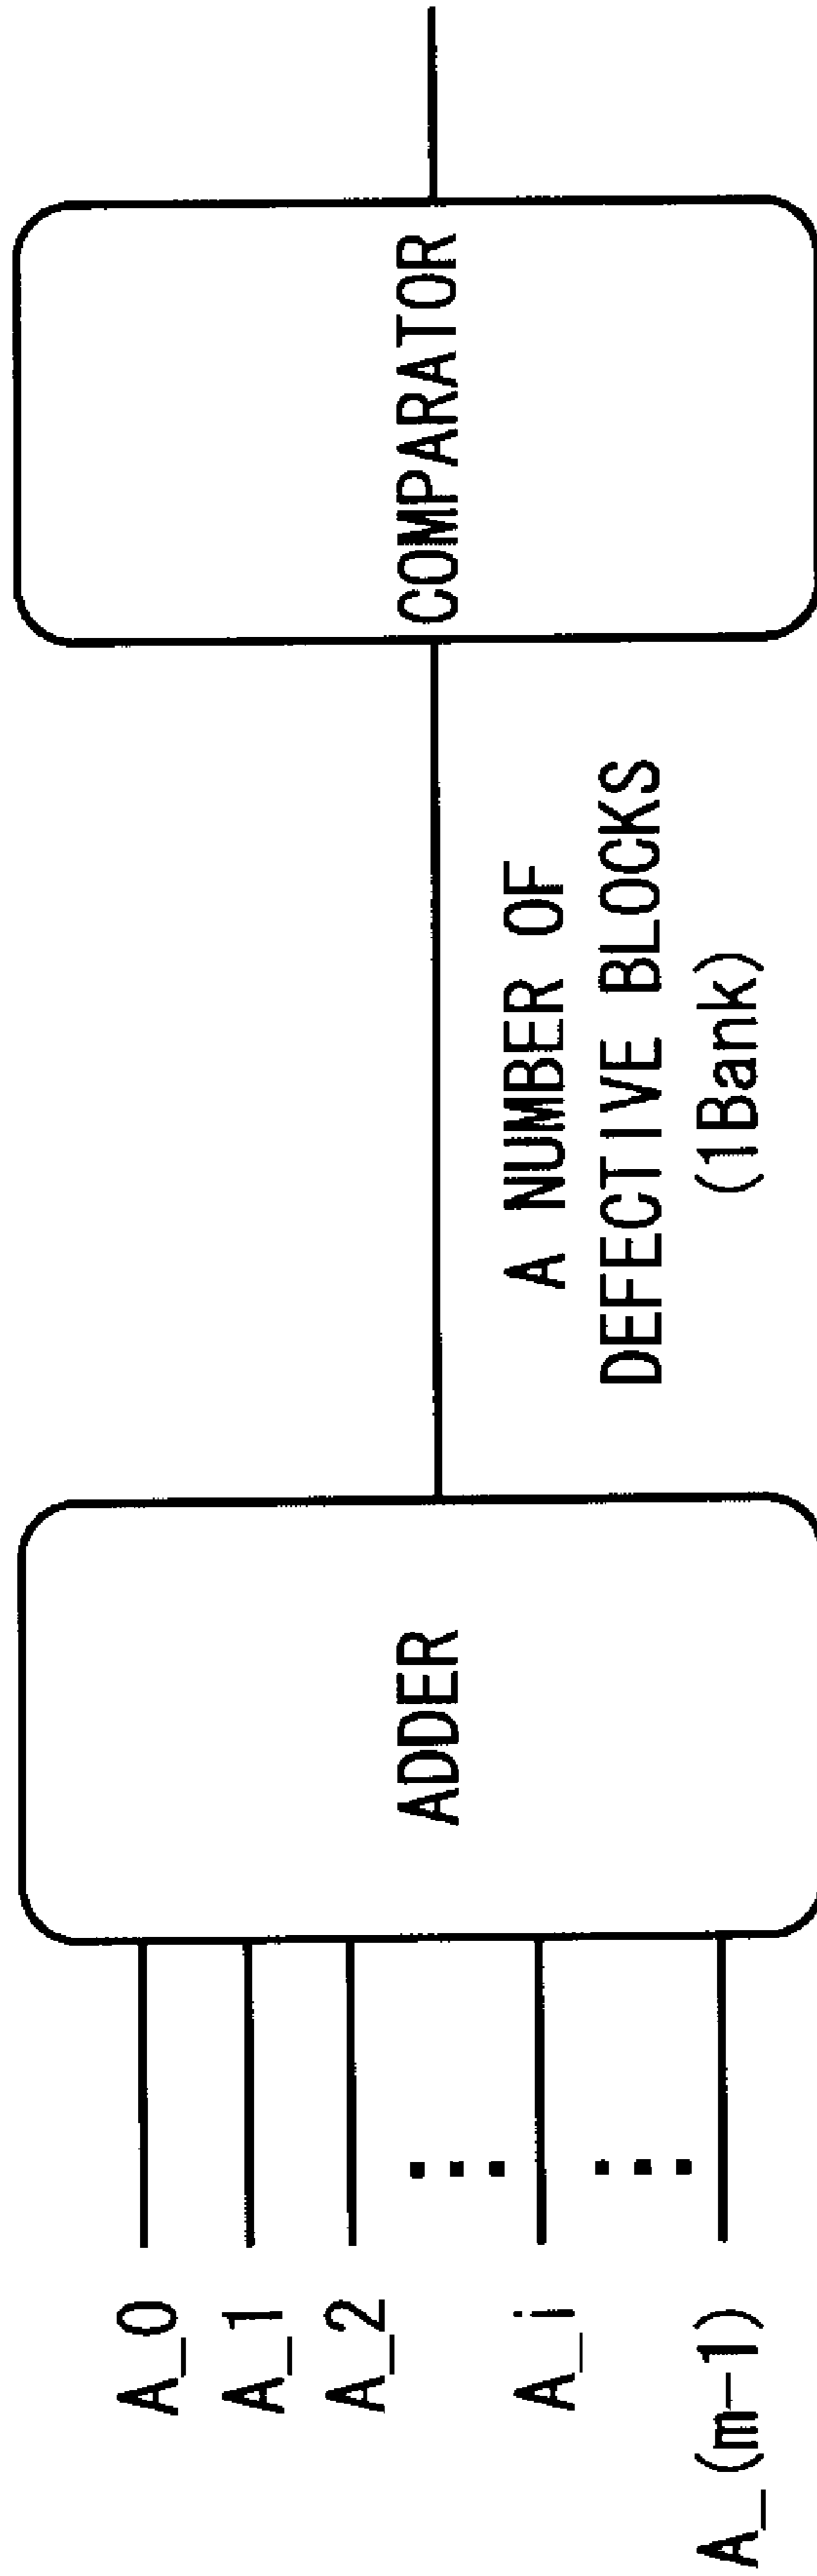 A_0
A_1
A_2
A_i
A_(m-1)
ADDER
A NUMBER OF
DEFECTIVE BLOCKS
(1Bank)
COMPARATOR